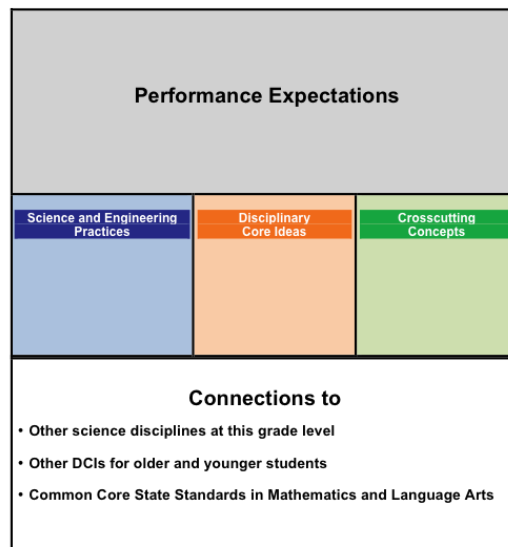 Performance Expectations
Science and Engineering
Practices
Disciplinary
Core Ideas
Crosscutting
Concepts
Connections to
• Other science disciplines at this grade level
• Other DCIs for older and younger students
• Common Core State Standards in Mathematics and Language Arts